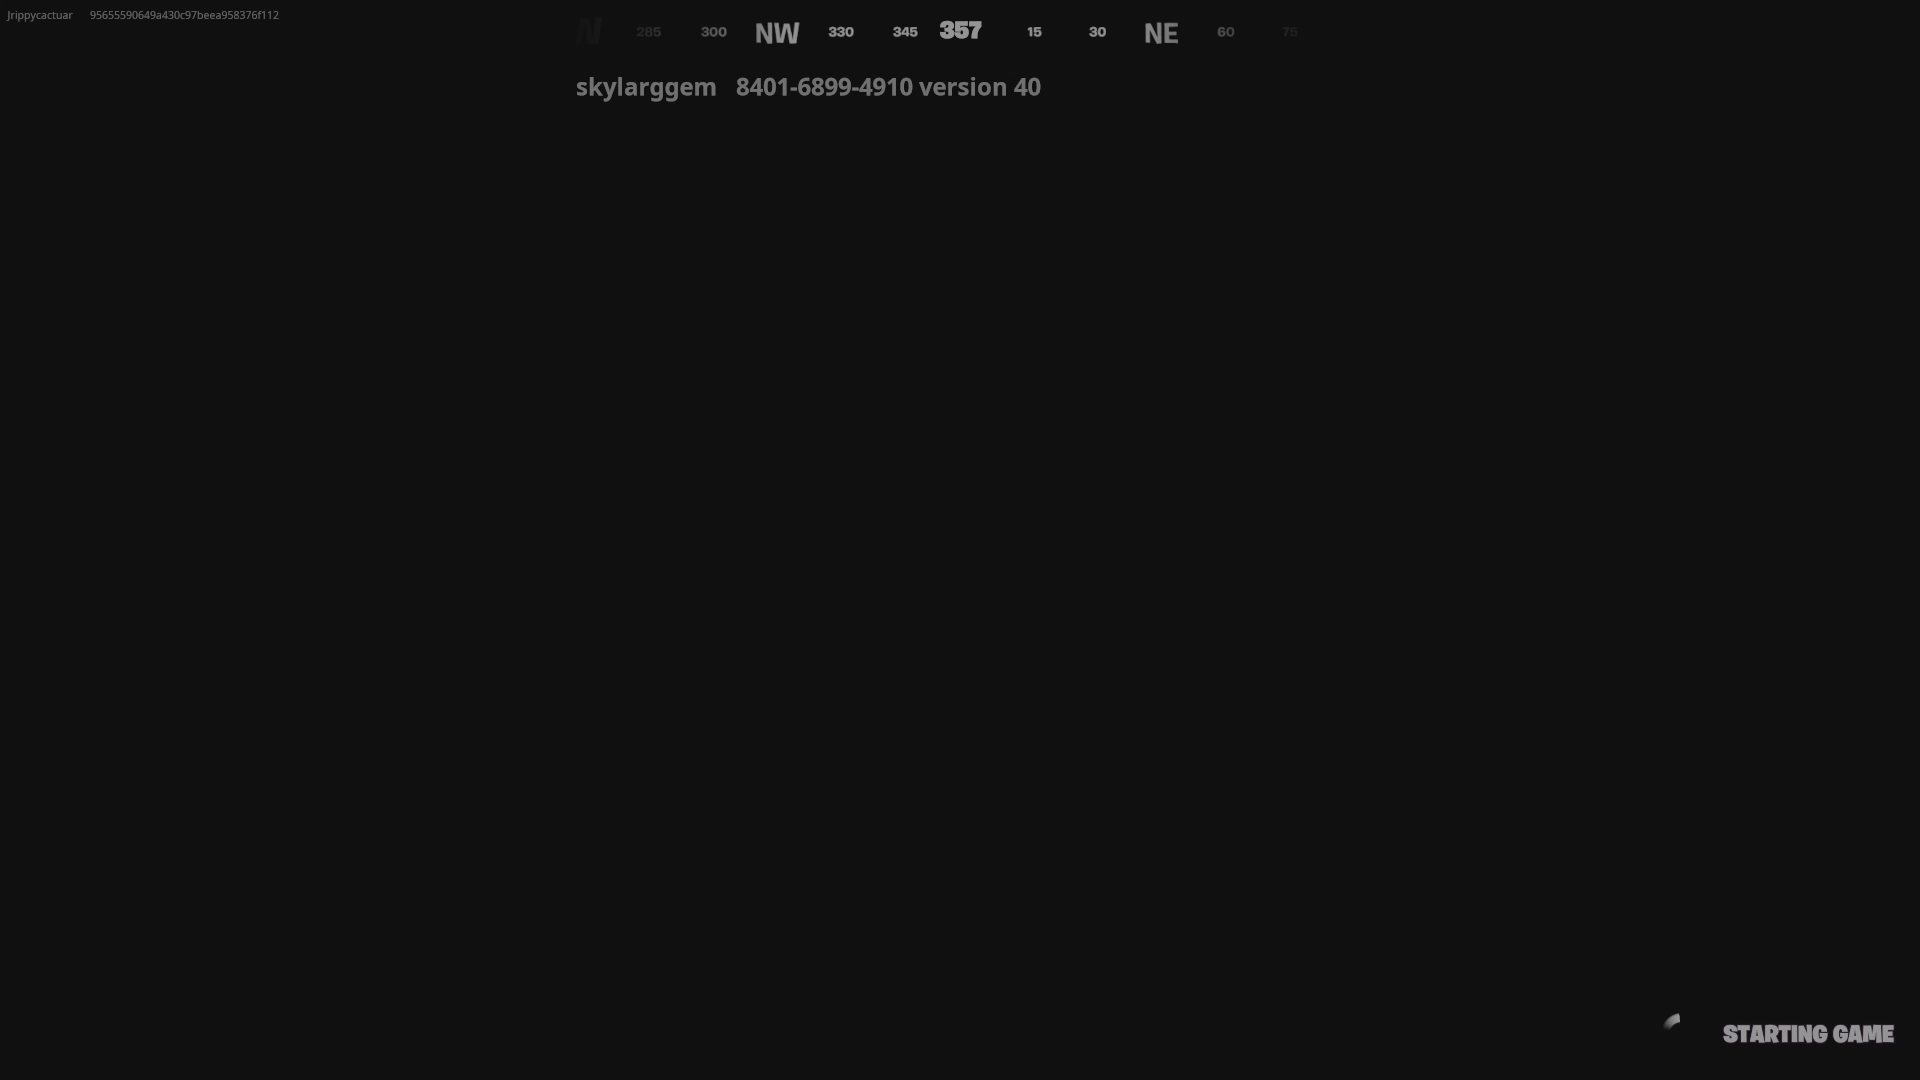 Jrippycactuar 95655590649a430c97beea958376f112
285 300 NW 330 345 357 15 30 NE 60 75
skylarggem 8401-6899-4910 version 40
STARTING GAME